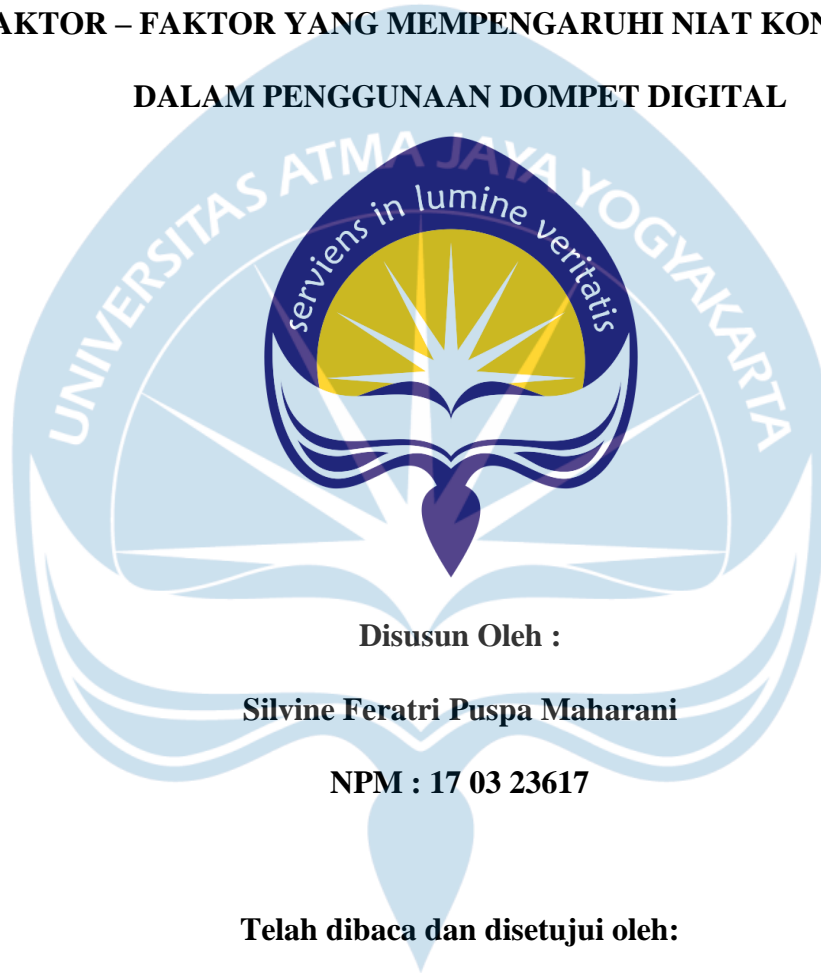 AKTOR – FAKTOR YANG MEMPENGARUHI NIAT KON
DALAM PENGGUNAAN DOMPET DIGITAL
UNIVERSITAS ATMA JAYA YOGYAKARTA
serviens in lumine veritatis
Disusun Oleh :
Silvine Feratri Puspa Maharani
NPM : 17 03 23617
Telah dibaca dan disetujui oleh: